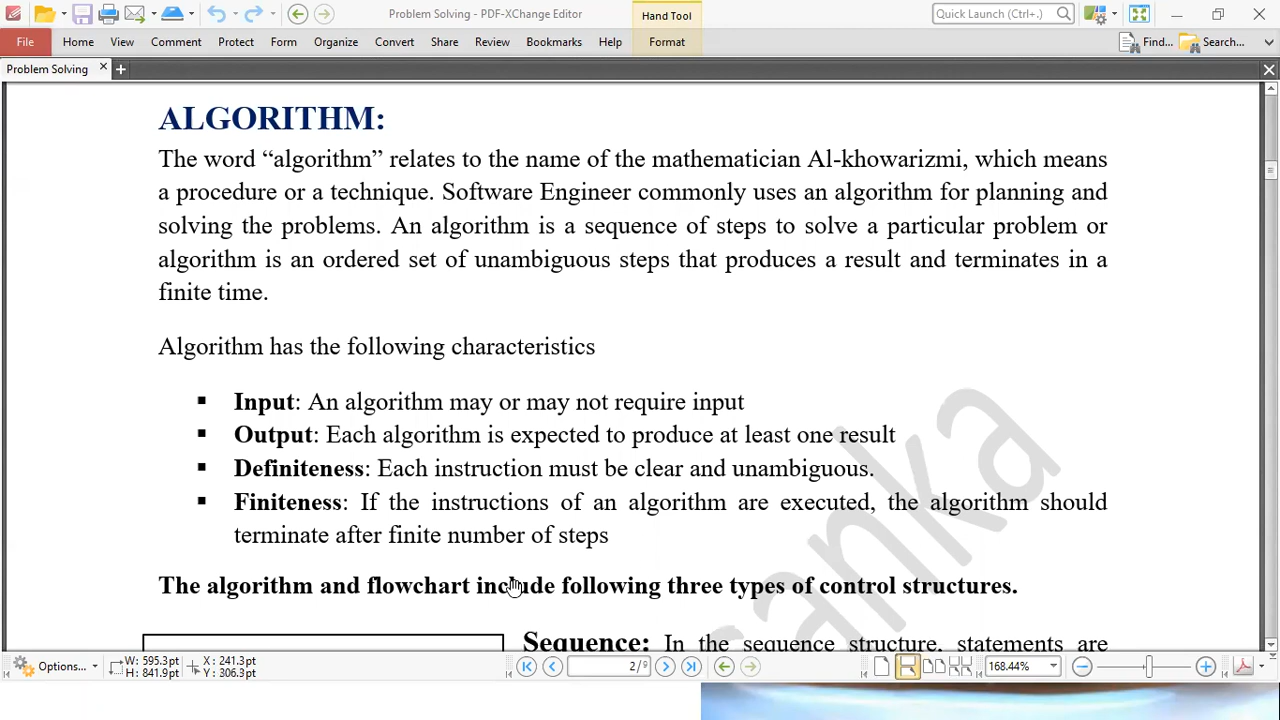 Problem Solving - PDF-XChange Editor
Hand Tool
Quick Launch (Ctrl+.)
File Home View Comment Protect Form Organize Convert Share Review Bookmarks Help Format Find... Search...
Problem Solving
ALGORITHM:
The word “algorithm” relates to the name of the mathematician Al-khowarizmi, which means
a procedure or a technique. Software Engineer commonly uses an algorithm for planning and
solving the problems. An algorithm is a sequence of steps to solve a particular problem or
algorithm is an ordered set of unambiguous steps that produces a result and terminates in a
finite time.
Algorithm has the following characteristics
▪ Input: An algorithm may or may not require input
▪ Output: Each algorithm is expected to produce at least one result
▪ Definiteness: Each instruction must be clear and unambiguous.
▪ Finiteness: If the instructions of an algorithm are executed, the algorithm should
terminate after finite number of steps
The algorithm and flowchart include following three types of control structures.
Sequence: In the sequence structure, statements are
anka
Options... W: 595.3pt X: 241.3pt 2/9 168.44%
H: 841.9pt Y: 306.3pt